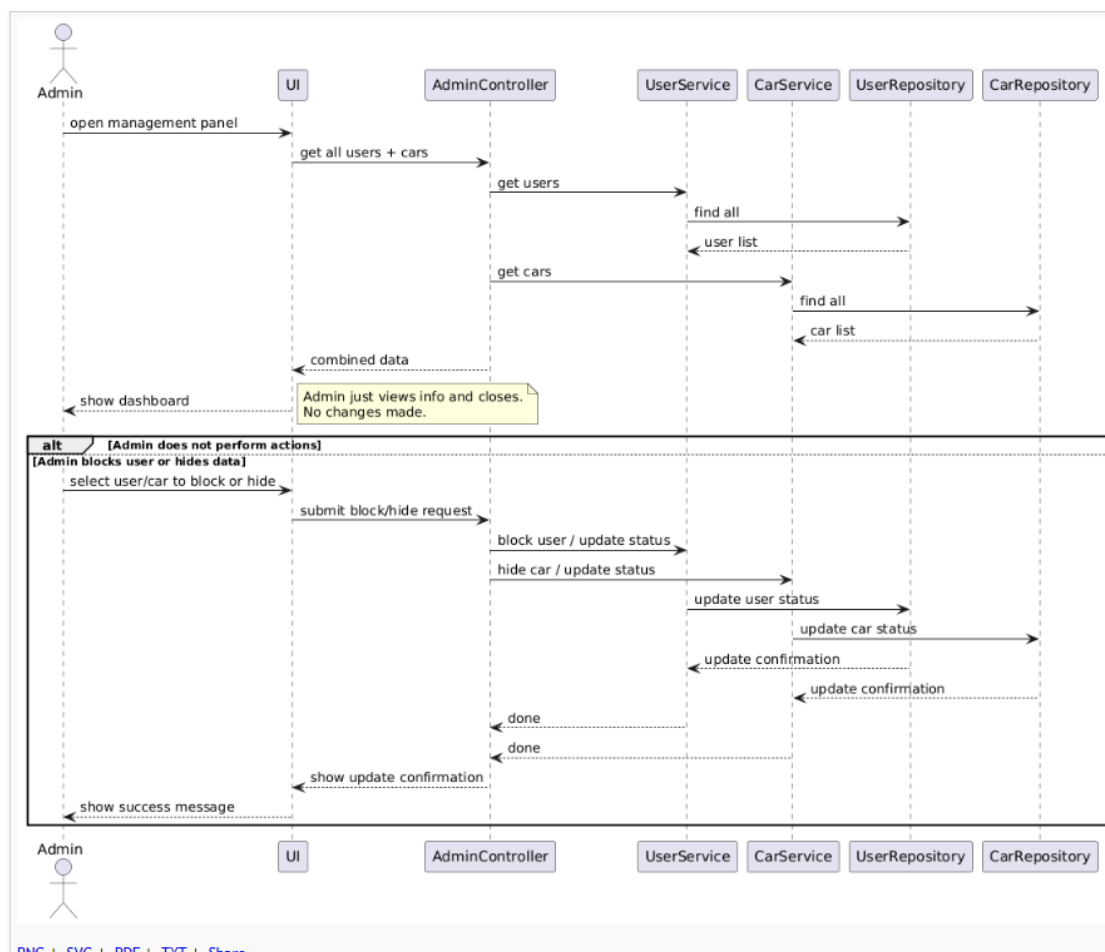 Admin
UI
AdminController
UserService
CarService
UserRepository
CarRepository
open management panel
get all users + cars
get users
find all
user list
get cars
find all
car list
combined data
Admin just views info and closes.
No changes made.
show dashboard
alt [Admin does not perform actions]
[Admin blocks user or hides data]
select user/car to block or hide
submit block/hide request
block user / update status
hide car / update status
update user status
update car status
update confirmation
update confirmation
done
done
show update confirmation
show success message
Admin
UI
AdminController
UserService
CarService
UserRepository
CarRepository
PNG | SVG | PDF | TXT | Share